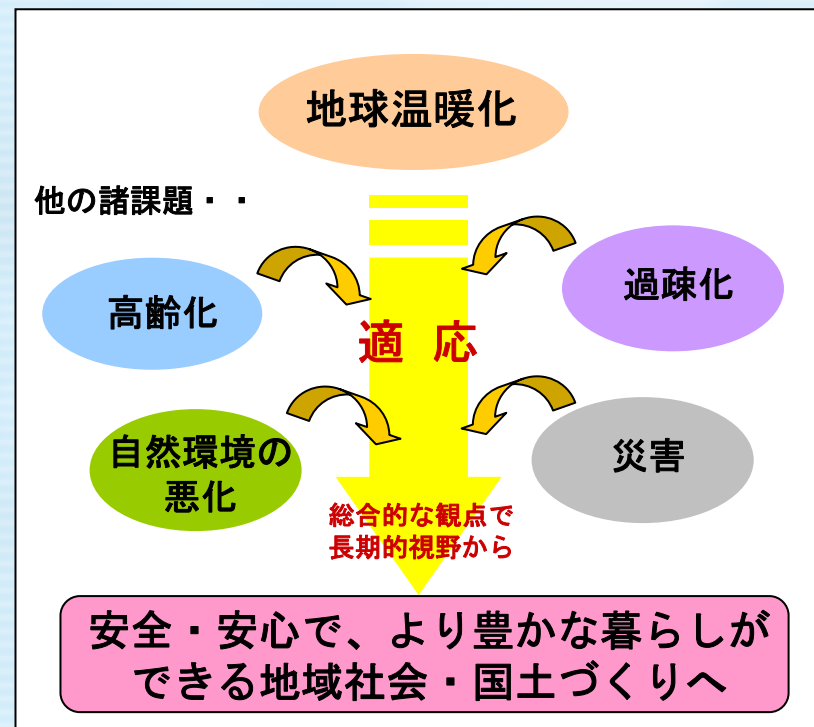 地球温暖化
他の諸課題・・
過疎化
高齢化
適 応
自然環境の
悪化
災害
総合的な観点で
長期的視野から
安全・安心で、より豊かな暮らしが
できる地域社会・国土づくりへ